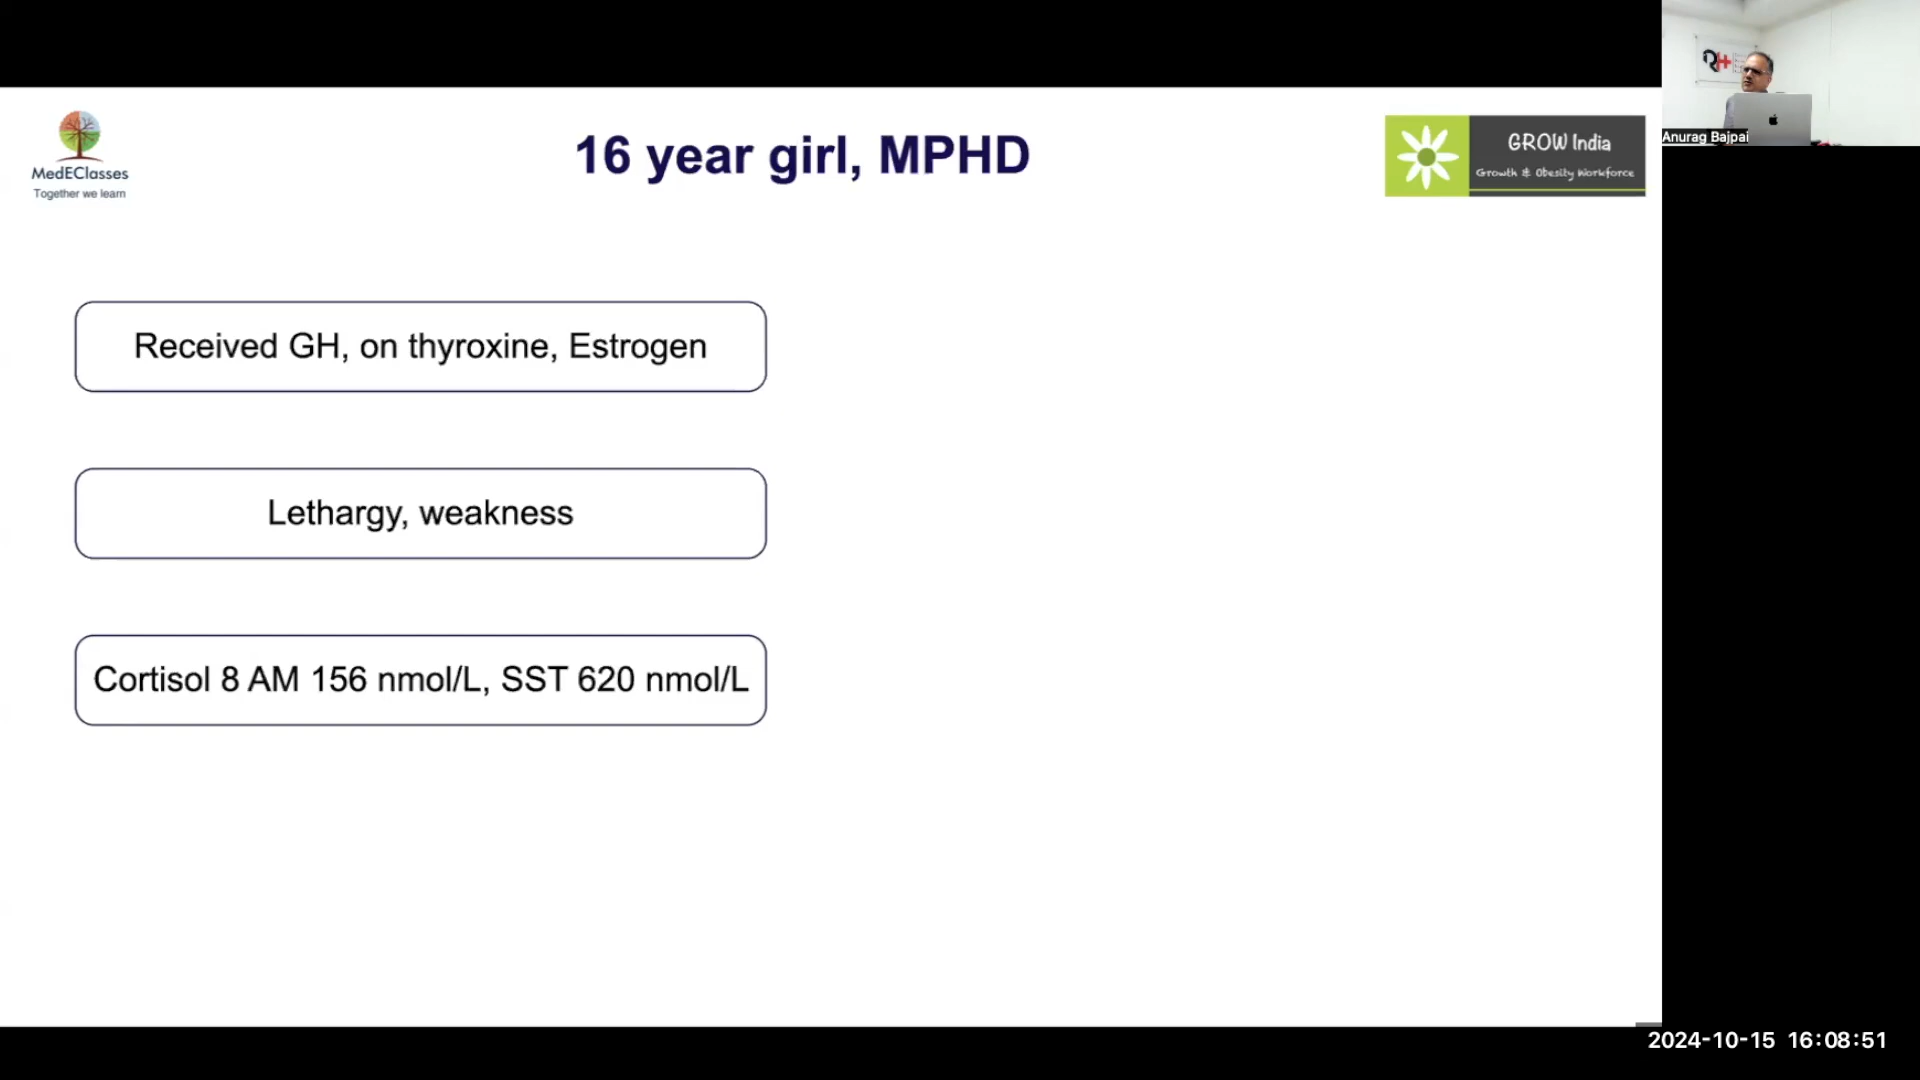 MedEClasses
Together we learn
16 year girl, MPHD
GROW India
Growth & Obesity Workforce
Anurag Bajpai
Received GH, on thyroxine, Estrogen
Lethargy, weakness
Cortisol 8 AM 156 nmol/L, SST 620 nmol/L
2024-10-15 16:08:51